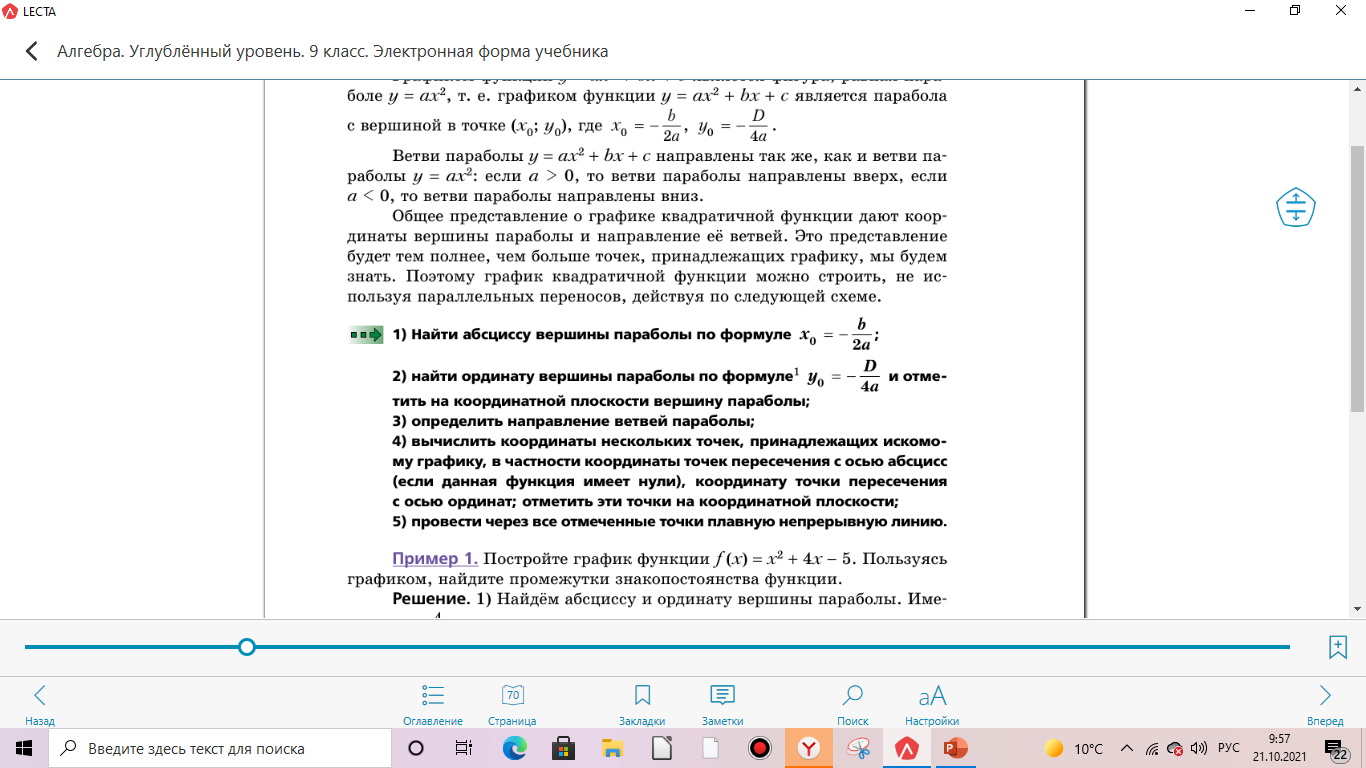 LECTA
Алгебра. Углублённый уровень. 9 класс. Электронная форма учебника
боле y = ax², т. е. графиком функции y = ax² + bx + c является парабола
с вершиной в точке (x₀; y₀), где x₀ = −b/2a, y₀ = −D/4a.
Ветви параболы y = ax² + bx + c направлены так же, как и ветви па-
раболы y = ax²: если a > 0, то ветви параболы направлены вверх, если
a < 0, то ветви параболы направлены вниз.
Общее представление о графике квадратичной функции дают коор-
динаты вершины параболы и направление её ветвей. Это представление
будет тем полнее, чем больше точек, принадлежащих графику, мы будем
знать. Поэтому график квадратичной функции можно строить, не ис-
пользуя параллельных переносов, действуя по следующей схеме.
1) Найти абсциссу вершины параболы по формуле x₀ = −b/2a;
2) найти ординату вершины параболы по формуле¹ y₀ = −D/4a и отме-
тить на координатной плоскости вершину параболы;
3) определить направление ветвей параболы;
4) вычислить координаты нескольких точек, принадлежащих искомо-
му графику, в частности координаты точек пересечения с осью абсцисс
(если данная функция имеет нули), координату точки пересечения
с осью ординат; отметить эти точки на координатной плоскости;
5) провести через все отмеченные точки плавную непрерывную линию.
Пример 1. Постройте график функции f (x) = x² + 4x − 5. Пользуясь
графиком, найдите промежутки знакопостоянства функции.
Решение. 1) Найдём абсциссу и ординату вершины параболы. Име-
70
aA
Назад
Оглавление
Страница
Закладки
Заметки
Поиск
Настройки
Вперед
Введите здесь текст для поиска
10°C
РУС
9:57
21.10.2021
22